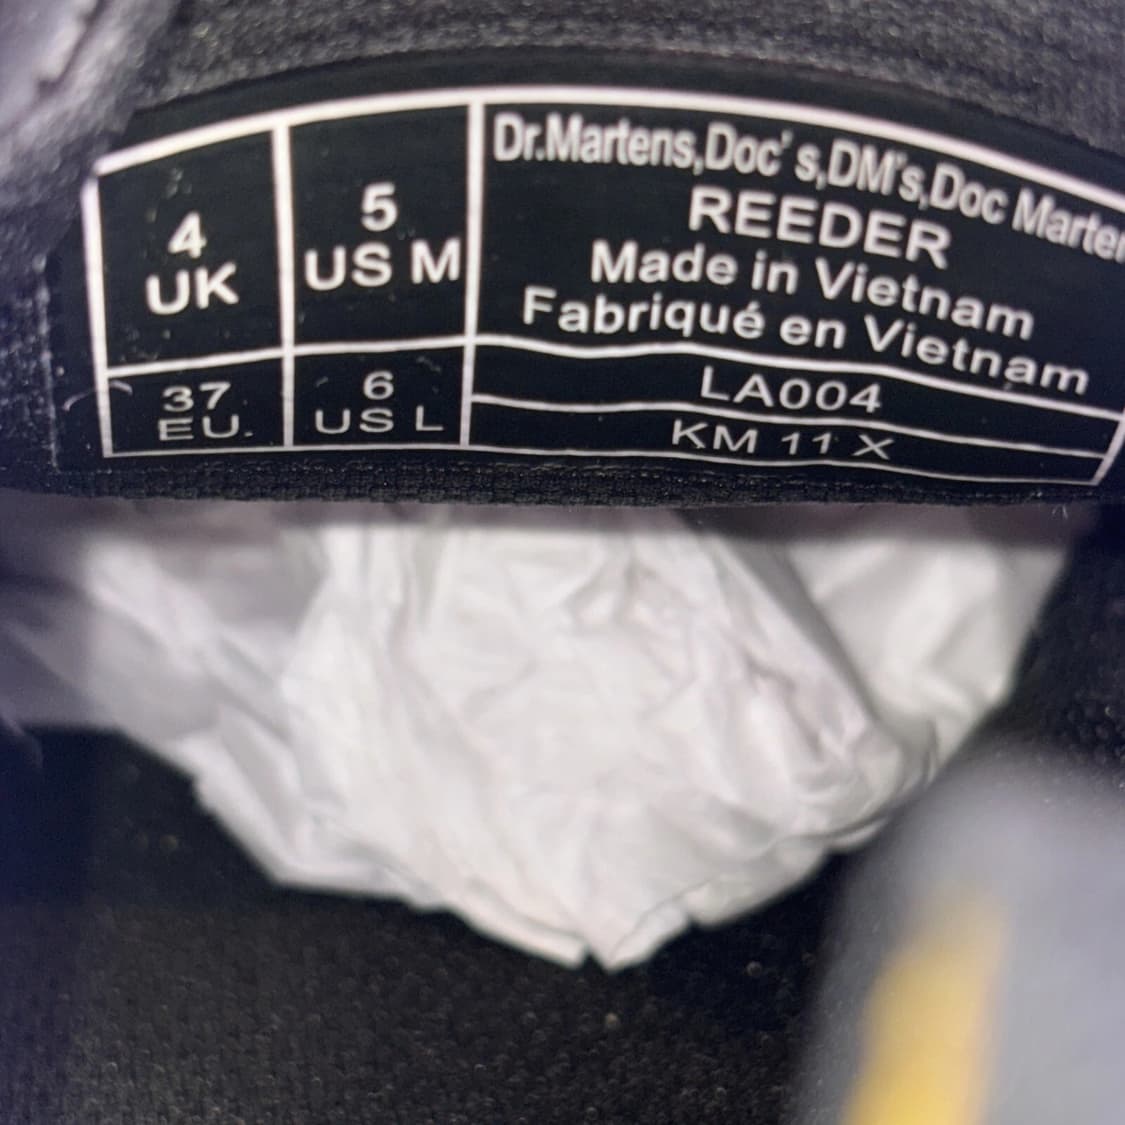 4
UK
5
US M
37
EU.
6
US L
Dr.Martens,Doc's,DM's,Doc Marten
REEDER
Made in Vietnam
Fabriqué en Vietnam
LA004
KM 11 X